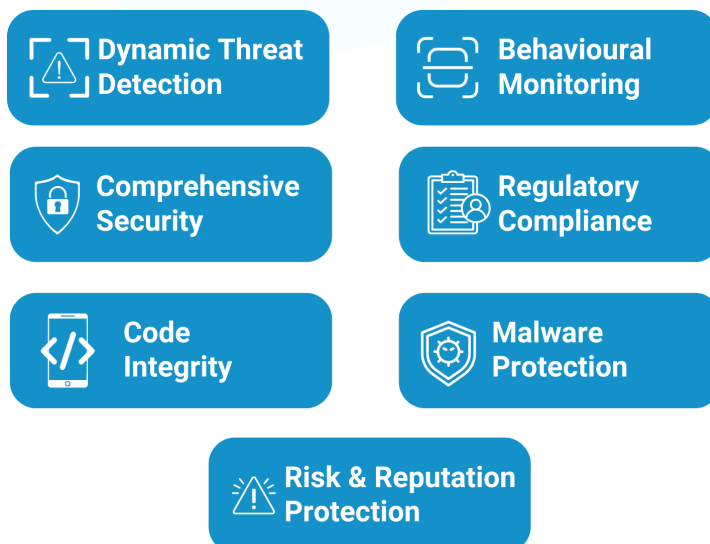 Dynamic Threat
Detection
Behavioural
Monitoring
Comprehensive
Security
Regulatory
Compliance
Code
Integrity
Malware
Protection
Risk & Reputation
Protection